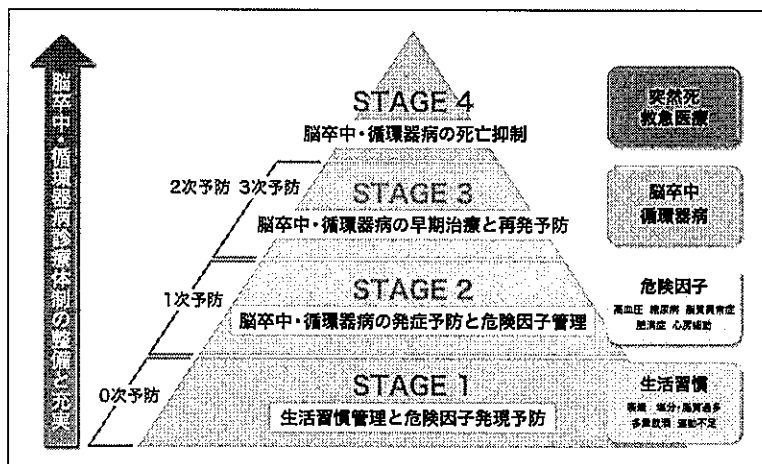 脳卒中・循環器病診療体制の整備と充実
STAGE 4
脳卒中・循環器病の死亡抑制
突然死
救急医療
2次予防 3次予防
STAGE 3
脳卒中・循環器病の早期治療と再発予防
脳卒中
循環器病
1次予防
STAGE 2
脳卒中・循環器病の発症予防と危険因子管理
危険因子
高血圧 糖尿病 脂質異常症
肥満症 心房細動
0次予防
STAGE 1
生活習慣管理と危険因子発現予防
生活習慣
喫煙 塩分・脂質過多
多量飲酒 運動不足